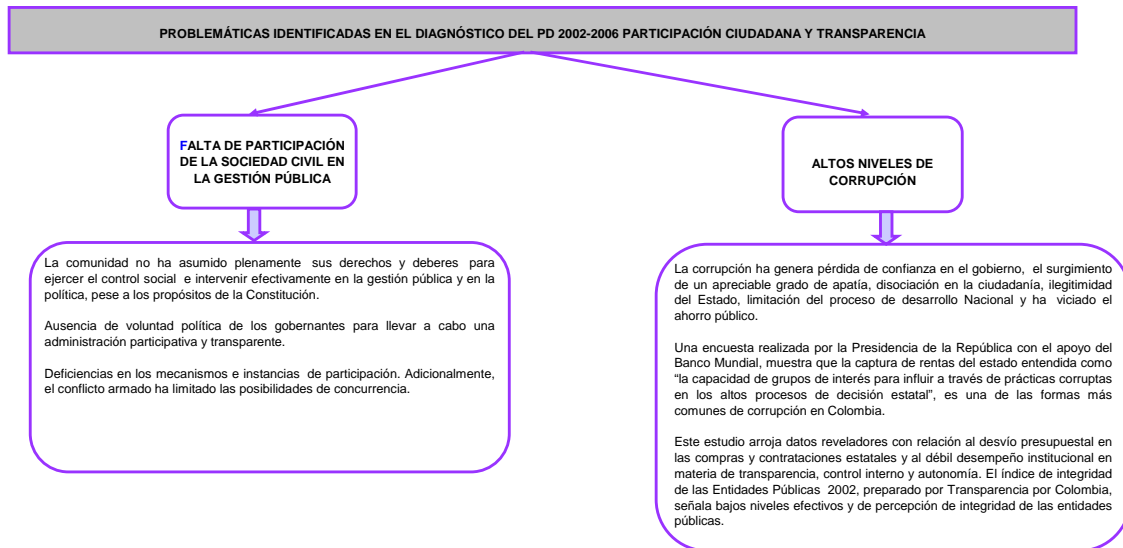 PROBLEMÁTICAS IDENTIFICADAS EN EL DIAGNÓSTICO DEL PD 2002-2006 PARTICIPACIÓN CIUDADANA Y TRANSPARENCIA
FALTA DE PARTICIPACIÓN
DE LA SOCIEDAD CIVIL EN
LA GESTIÓN PÚBLICA
La comunidad no ha asumido plenamente sus derechos y deberes para
ejercer el control social e intervenir efectivamente en la gestión pública y en la
política, pese a los propósitos de la Constitución.
Ausencia de voluntad política de los gobernantes para llevar a cabo una
administración participativa y transparente.
Deficiencias en los mecanismos e instancias de participación. Adicionalmente,
el conflicto armado ha limitado las posibilidades de concurrencia.
ALTOS NIVELES DE
CORRUPCIÓN
La corrupción ha genera pérdida de confianza en el gobierno, el surgimiento
de un apreciable grado de apatía, disociación en la ciudadanía, ilegitimidad
del Estado, limitación del proceso de desarrollo Nacional y ha viciado el
ahorro público.
Una encuesta realizada por la Presidencia de la República con el apoyo del
Banco Mundial, muestra que la captura de rentas del estado entendida como
“la capacidad de grupos de interés para influir a través de prácticas corruptas
en los altos procesos de decisión estatal”, es una de las formas más
comunes de corrupción en Colombia.
Este estudio arroja datos reveladores con relación al desvío presupuestal en
las compras y contrataciones estatales y al débil desempeño institucional en
materia de transparencia, control interno y autonomía. El índice de integridad
de las Entidades Públicas 2002, preparado por Transparencia por Colombia,
señala bajos niveles efectivos y de percepción de integridad de las entidades
públicas.